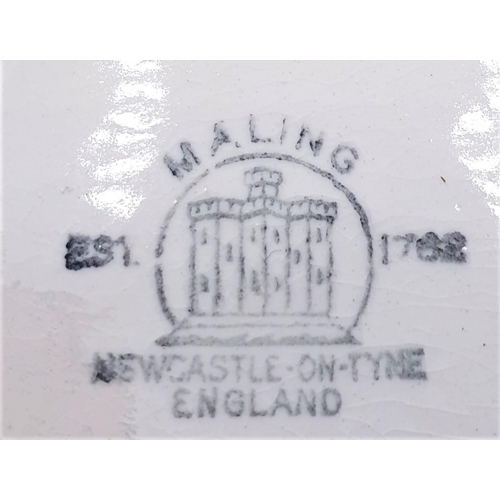 MALING
EST. 1762
NEWCASTLE-ON-TYNE
ENGLAND